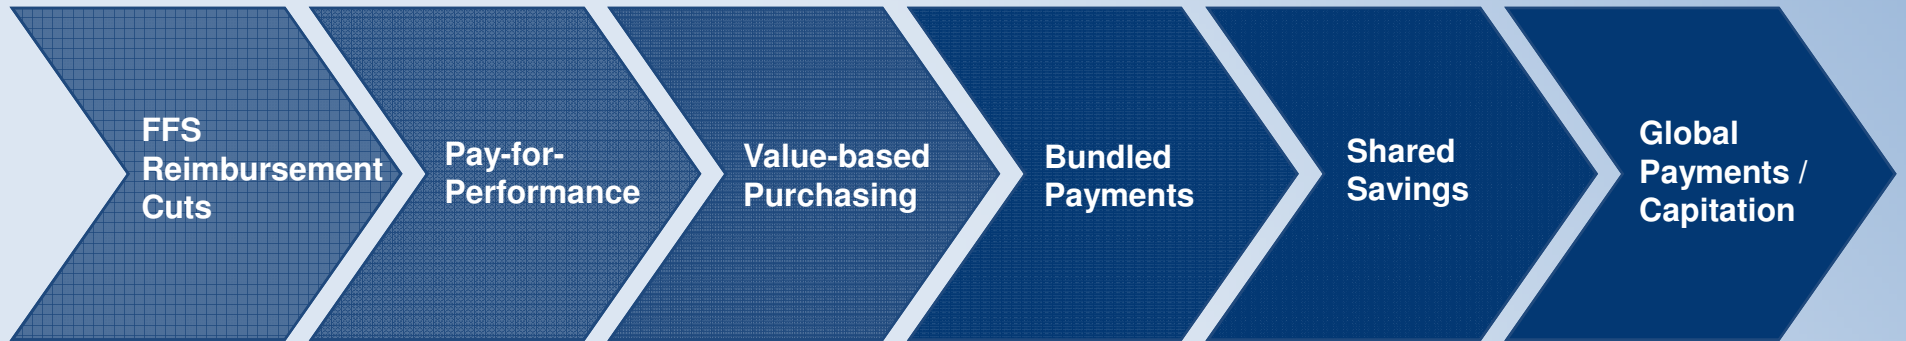 FFS
Reimbursement
Cuts
Pay-for-
Performance
Value-based
Purchasing
Bundled
Payments
Shared
Savings
Global
Payments /
Capitation